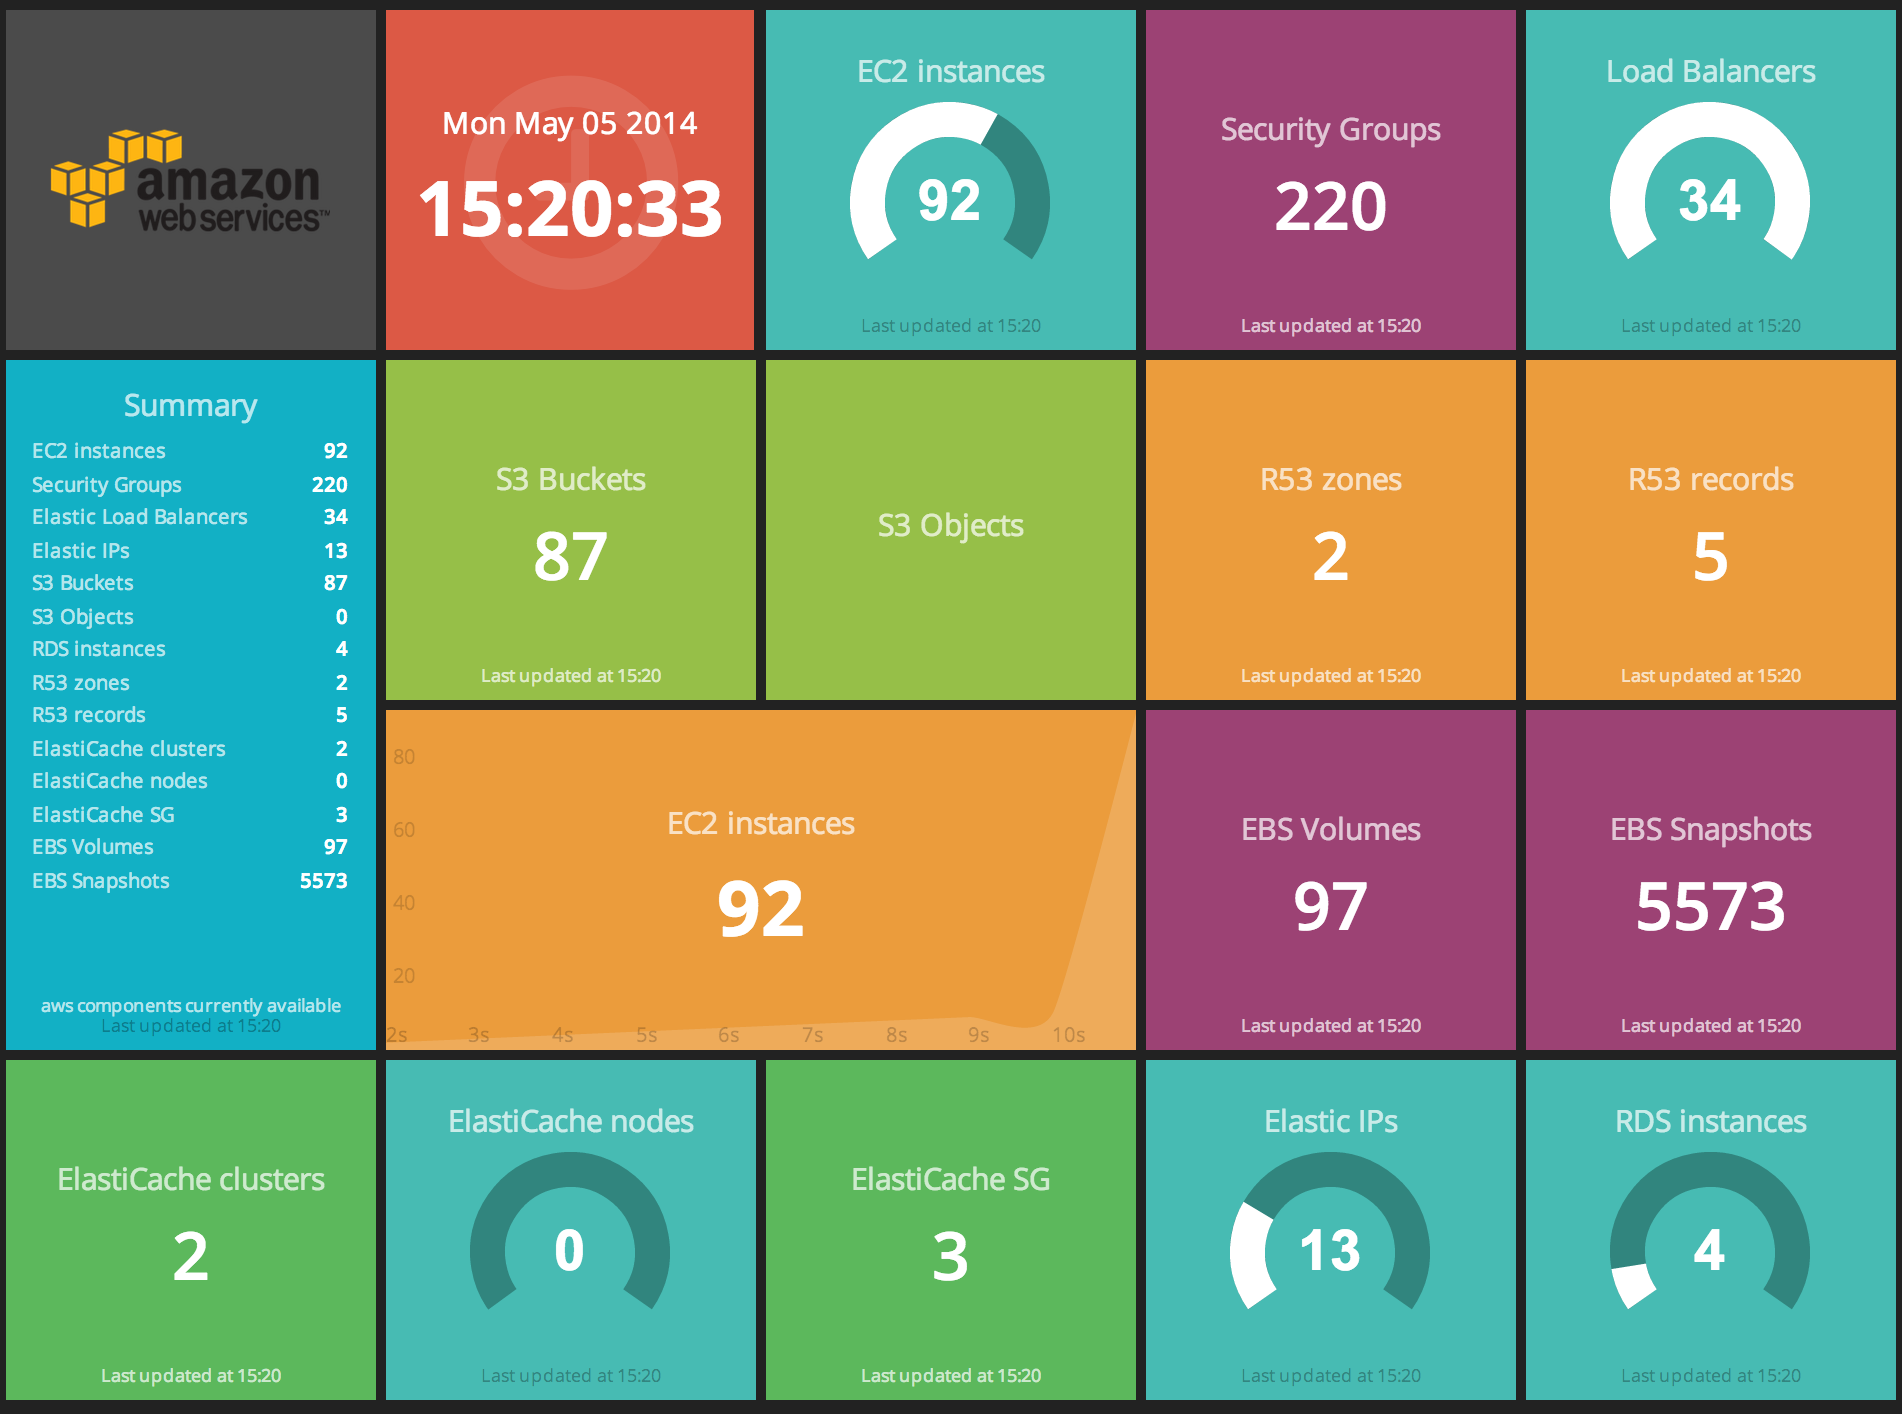 amazon
web services™
Mon May 05 2014
15:20:33
EC2 instances
92
Last updated at 15:20
Security Groups
220
Last updated at 15:20
Load Balancers
34
Last updated at 15:20
Summary
EC2 instances 92
Security Groups 220
Elastic Load Balancers 34
Elastic IPs 13
S3 Buckets 87
S3 Objects 0
RDS instances 4
R53 zones 2
R53 records 5
ElastiCache clusters 2
ElastiCache nodes 0
ElastiCache SG 3
EBS Volumes 97
EBS Snapshots 5573
aws components currently available
Last updated at 15:20
S3 Buckets
87
Last updated at 15:20
S3 Objects
R53 zones
2
Last updated at 15:20
R53 records
5
Last updated at 15:20
80
60
40
20
EC2 instances
92
2s 3s 4s 5s 6s 7s 8s 9s 10s
EBS Volumes
97
Last updated at 15:20
EBS Snapshots
5573
Last updated at 15:20
ElastiCache clusters
2
Last updated at 15:20
ElastiCache nodes
0
Last updated at 15:20
ElastiCache SG
3
Last updated at 15:20
Elastic IPs
13
Last updated at 15:20
RDS instances
4
Last updated at 15:20